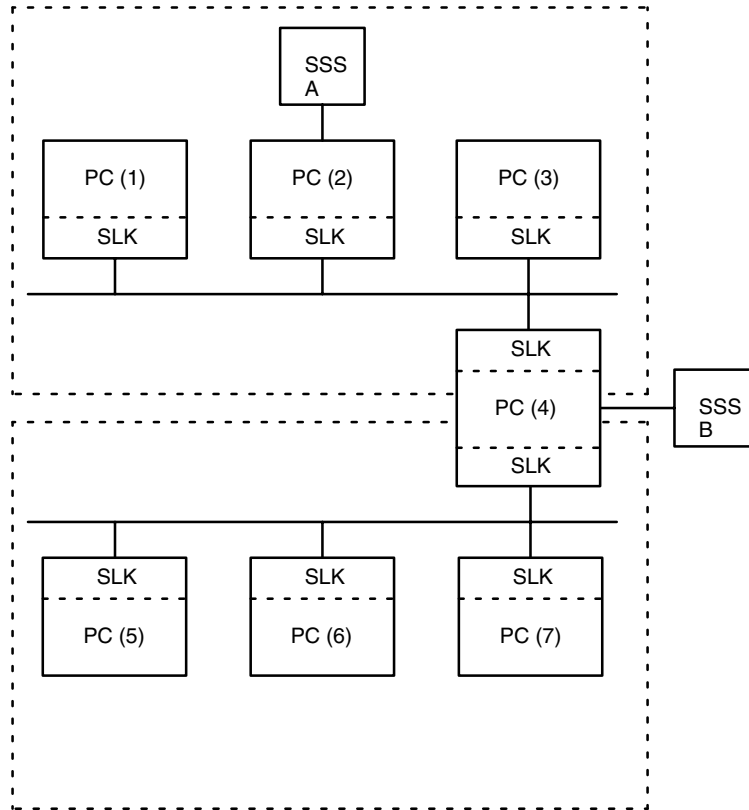 SSS
A
PC (1)
PC (2)
PC (3)
SLK
SLK
SLK
SLK
PC (4)
SLK
SSS
B
SLK
SLK
SLK
PC (5)
PC (6)
PC (7)